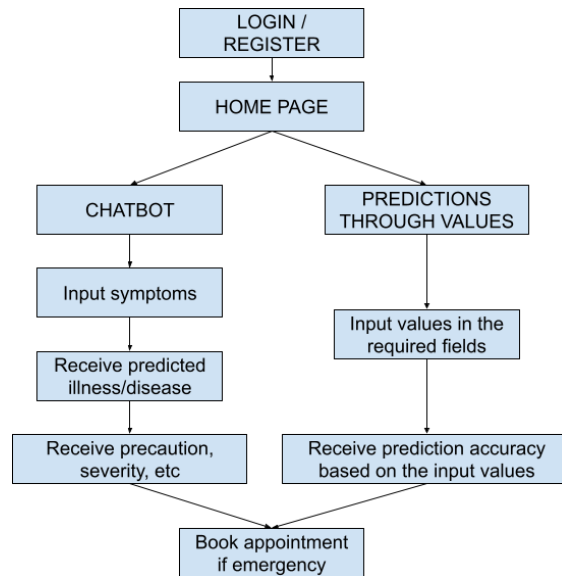 LOGIN /
REGISTER
HOME PAGE
CHATBOT
PREDICTIONS
THROUGH VALUES
Input symptoms
Input values in the
required fields
Receive predicted
illness/disease
Receive precaution,
severity, etc
Receive prediction accuracy
based on the input values
Book appointment
if emergency